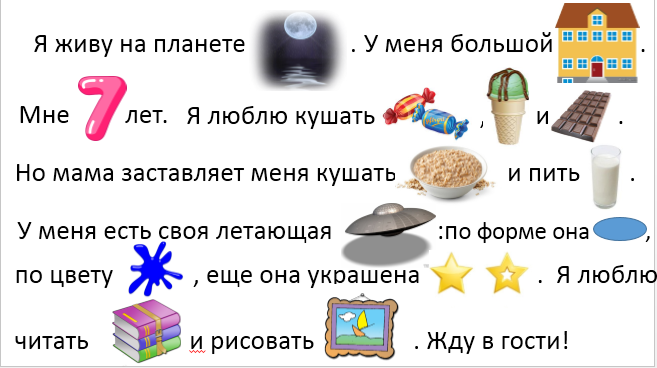 Я живу на планете . У меня большой .
Мне 7 лет. Я люблю кушать , и .
Но мама заставляет меня кушать и пить .
У меня есть своя летающая :по форме она ,
по цвету , еще она украшена . Я люблю
читать и рисовать . Жду в гости!